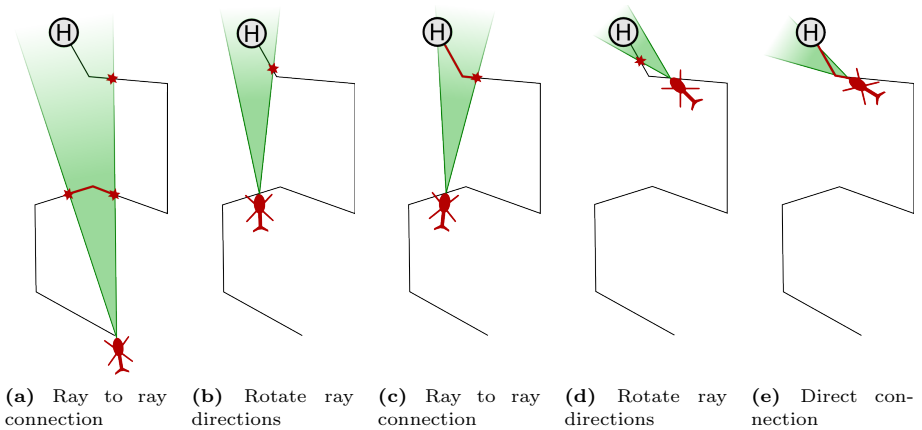 H
H
H
H
H
(a) Ray to ray
connection
(b) Rotate ray
directions
(c) Ray to ray
connection
(d) Rotate ray
directions
(e) Direct con-
nection